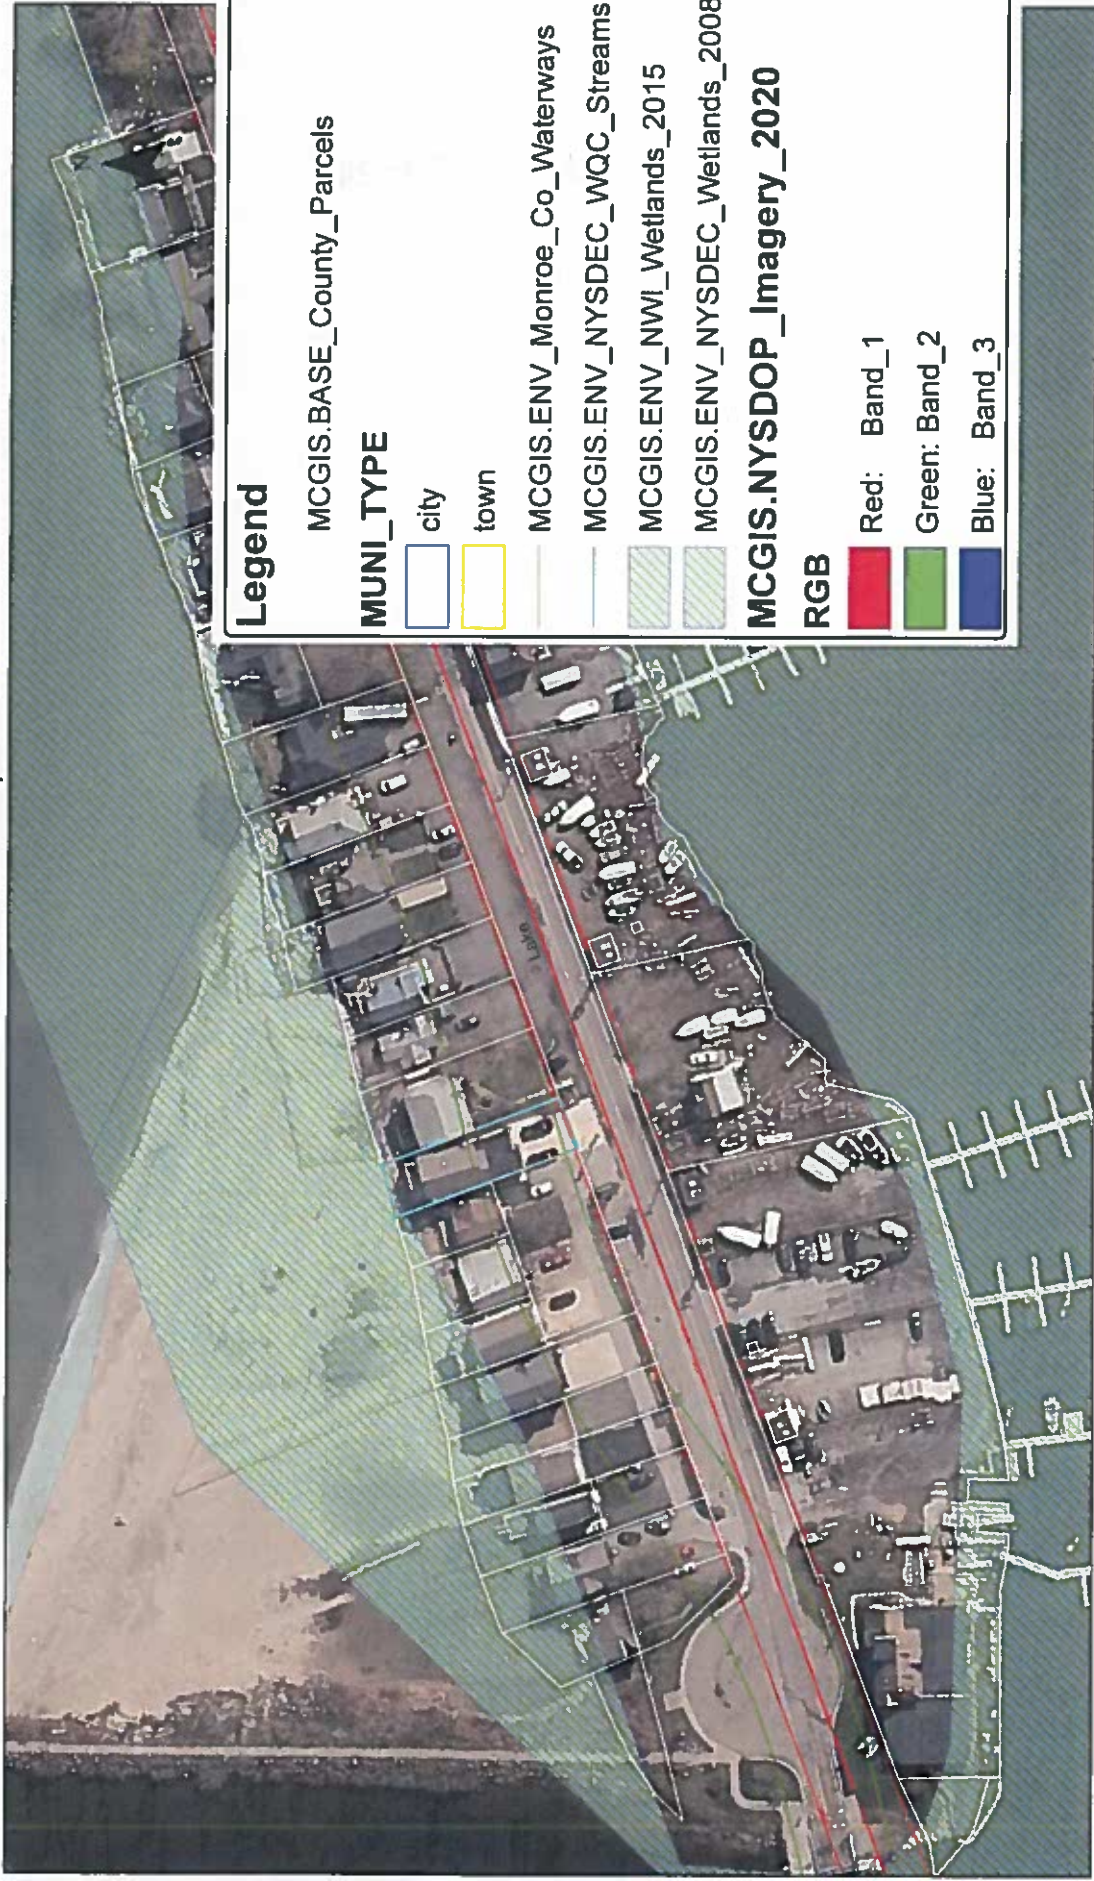 Legend
MCGIS.BASE_County_Parcels
MUNI_TYPE
city
town
MCGIS.ENV_Monroe_Co_Waterways
MCGIS.ENV_NYSDEC_WQC_Streams
MCGIS.ENV_NWI_Wetlands_2015
MCGIS.ENV_NYSDEC_Wetlands_2008
MCGIS.NYSDOP_Imagery_2020
RGB
Red: Band_1
Green: Band_2
Blue: Band_3
Lake